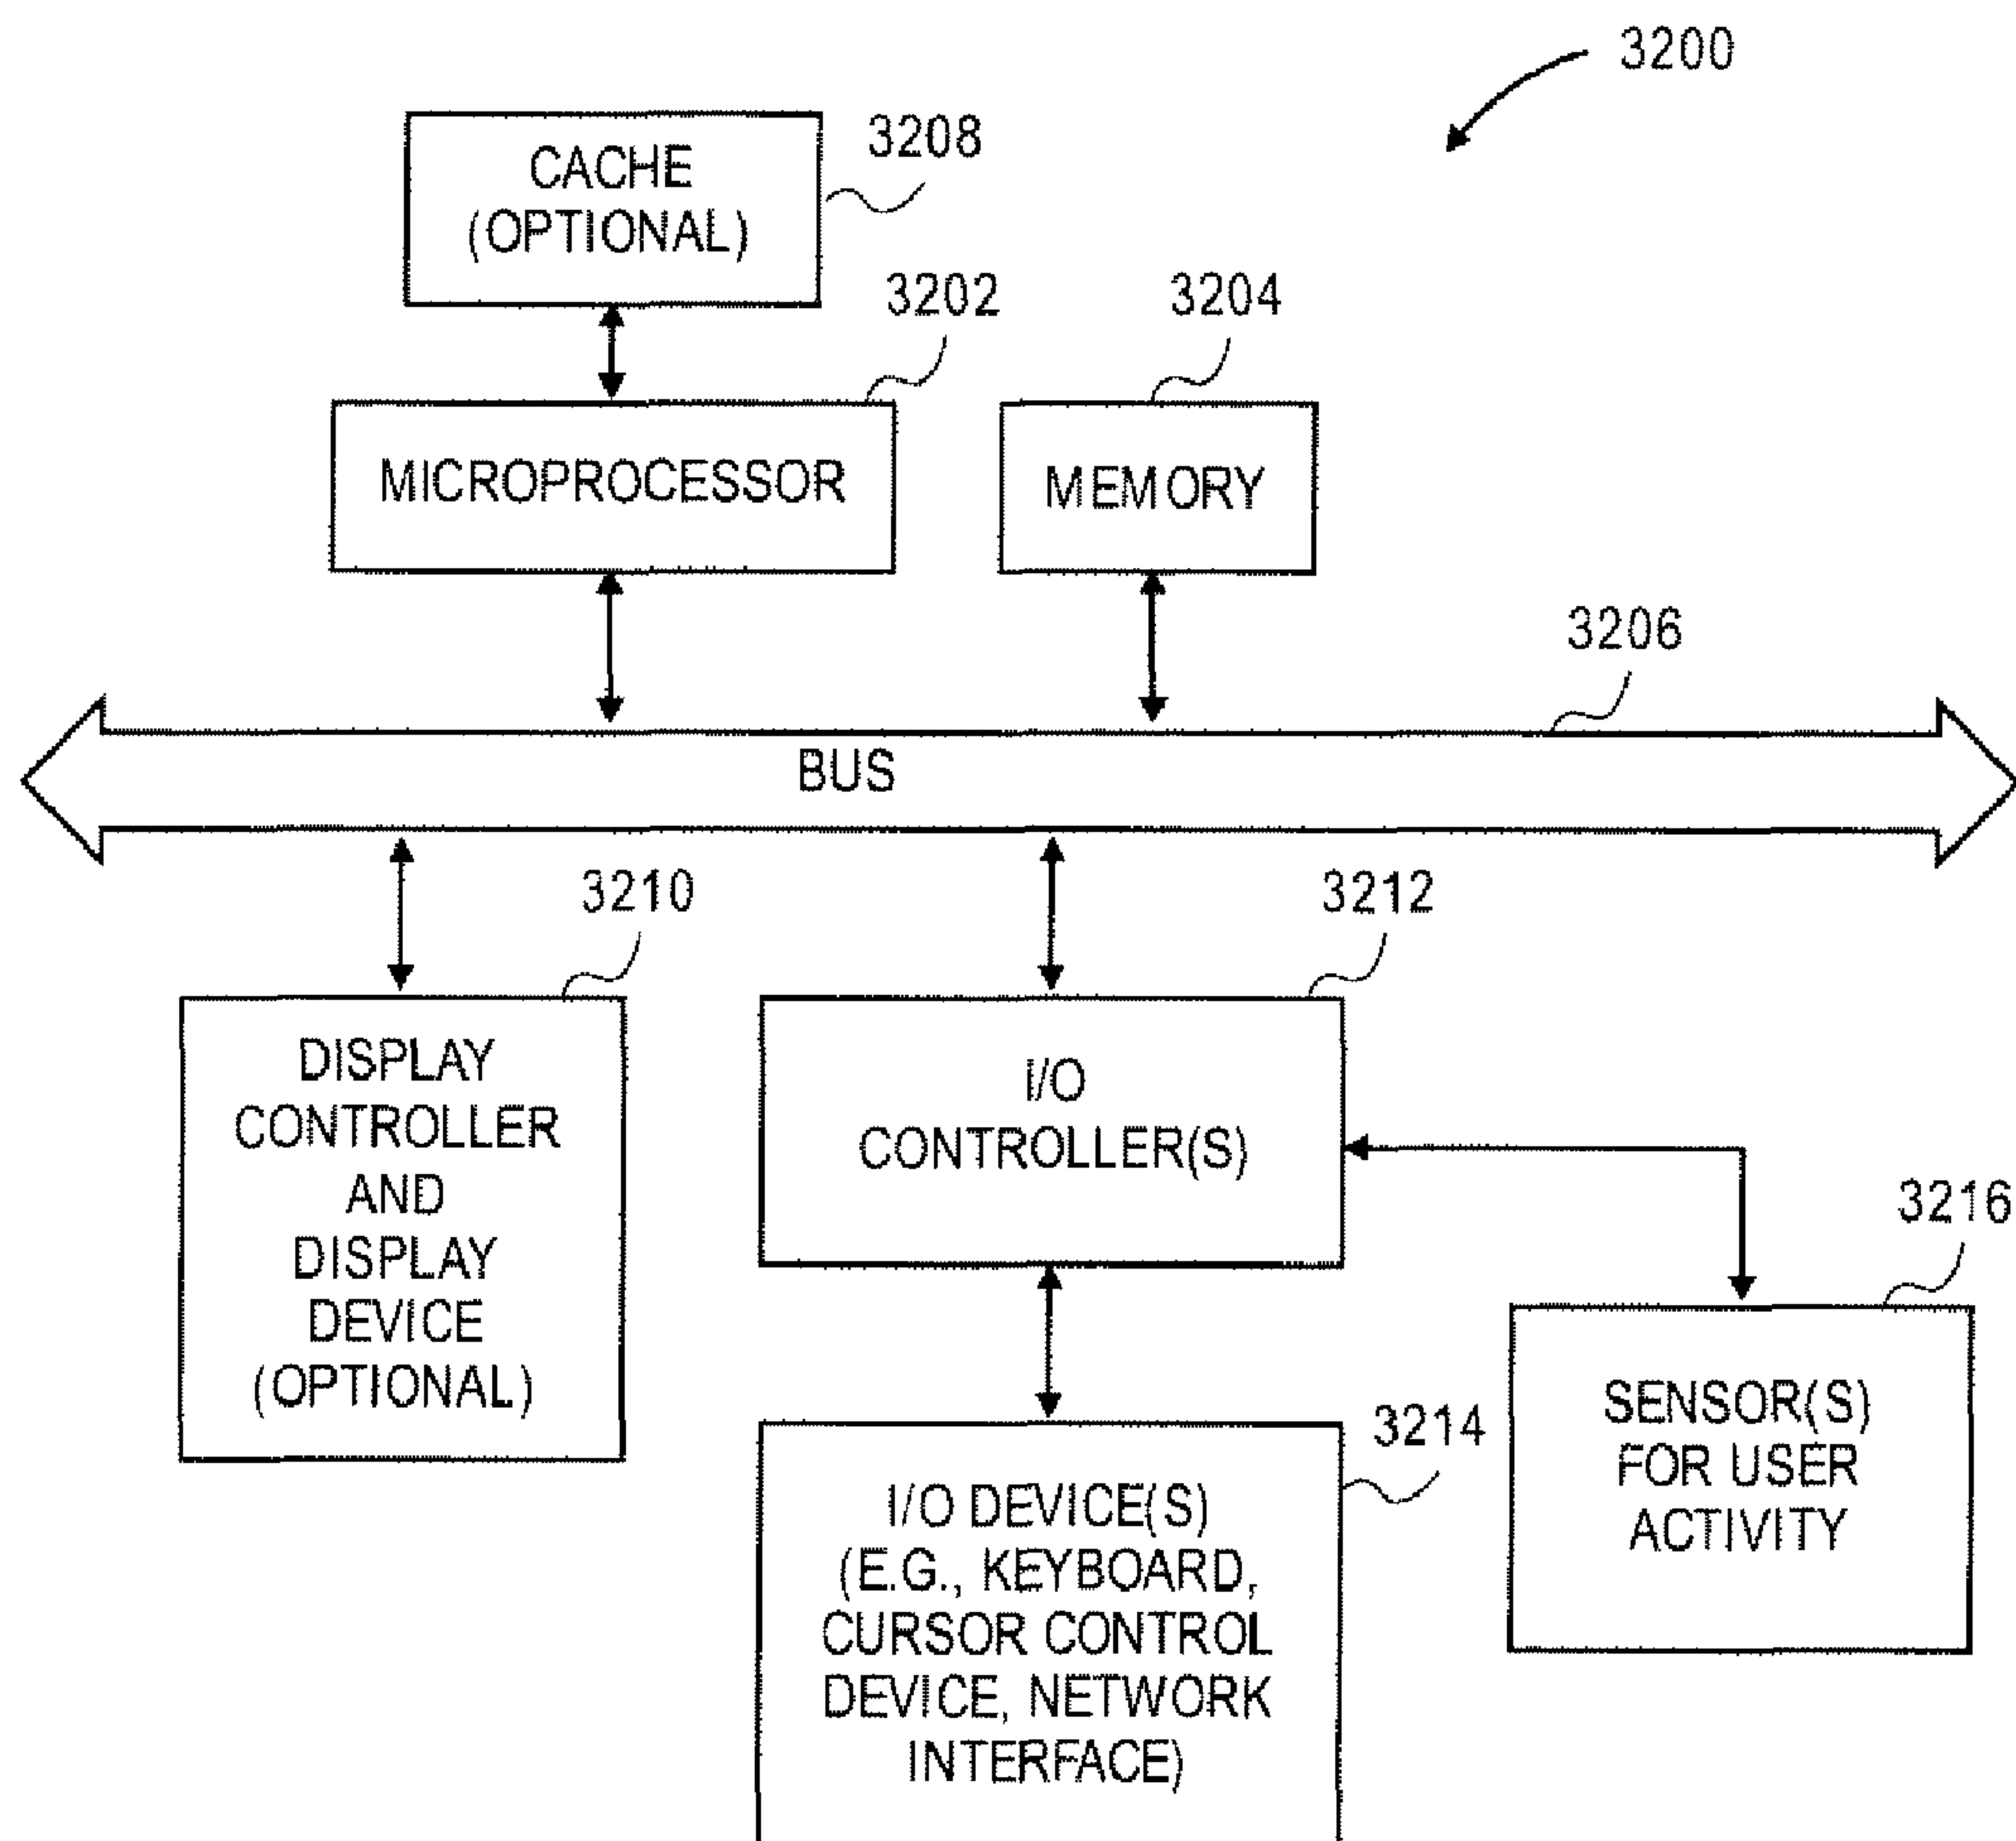 3200
3208
CACHE
(OPTIONAL)
3202
3204
MICROPROCESSOR
MEMORY
3206
BUS
3210
3212
DISPLAY
CONTROLLER
AND
DISPLAY
DEVICE
(OPTIONAL)
I/O
CONTROLLER(S)
3216
SENSOR(S)
FOR USER
ACTIVITY
3214
I/O DEVICE(S)
(E.G., KEYBOARD,
CURSOR CONTROL
DEVICE, NETWORK
INTERFACE)